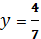 y = 4/7